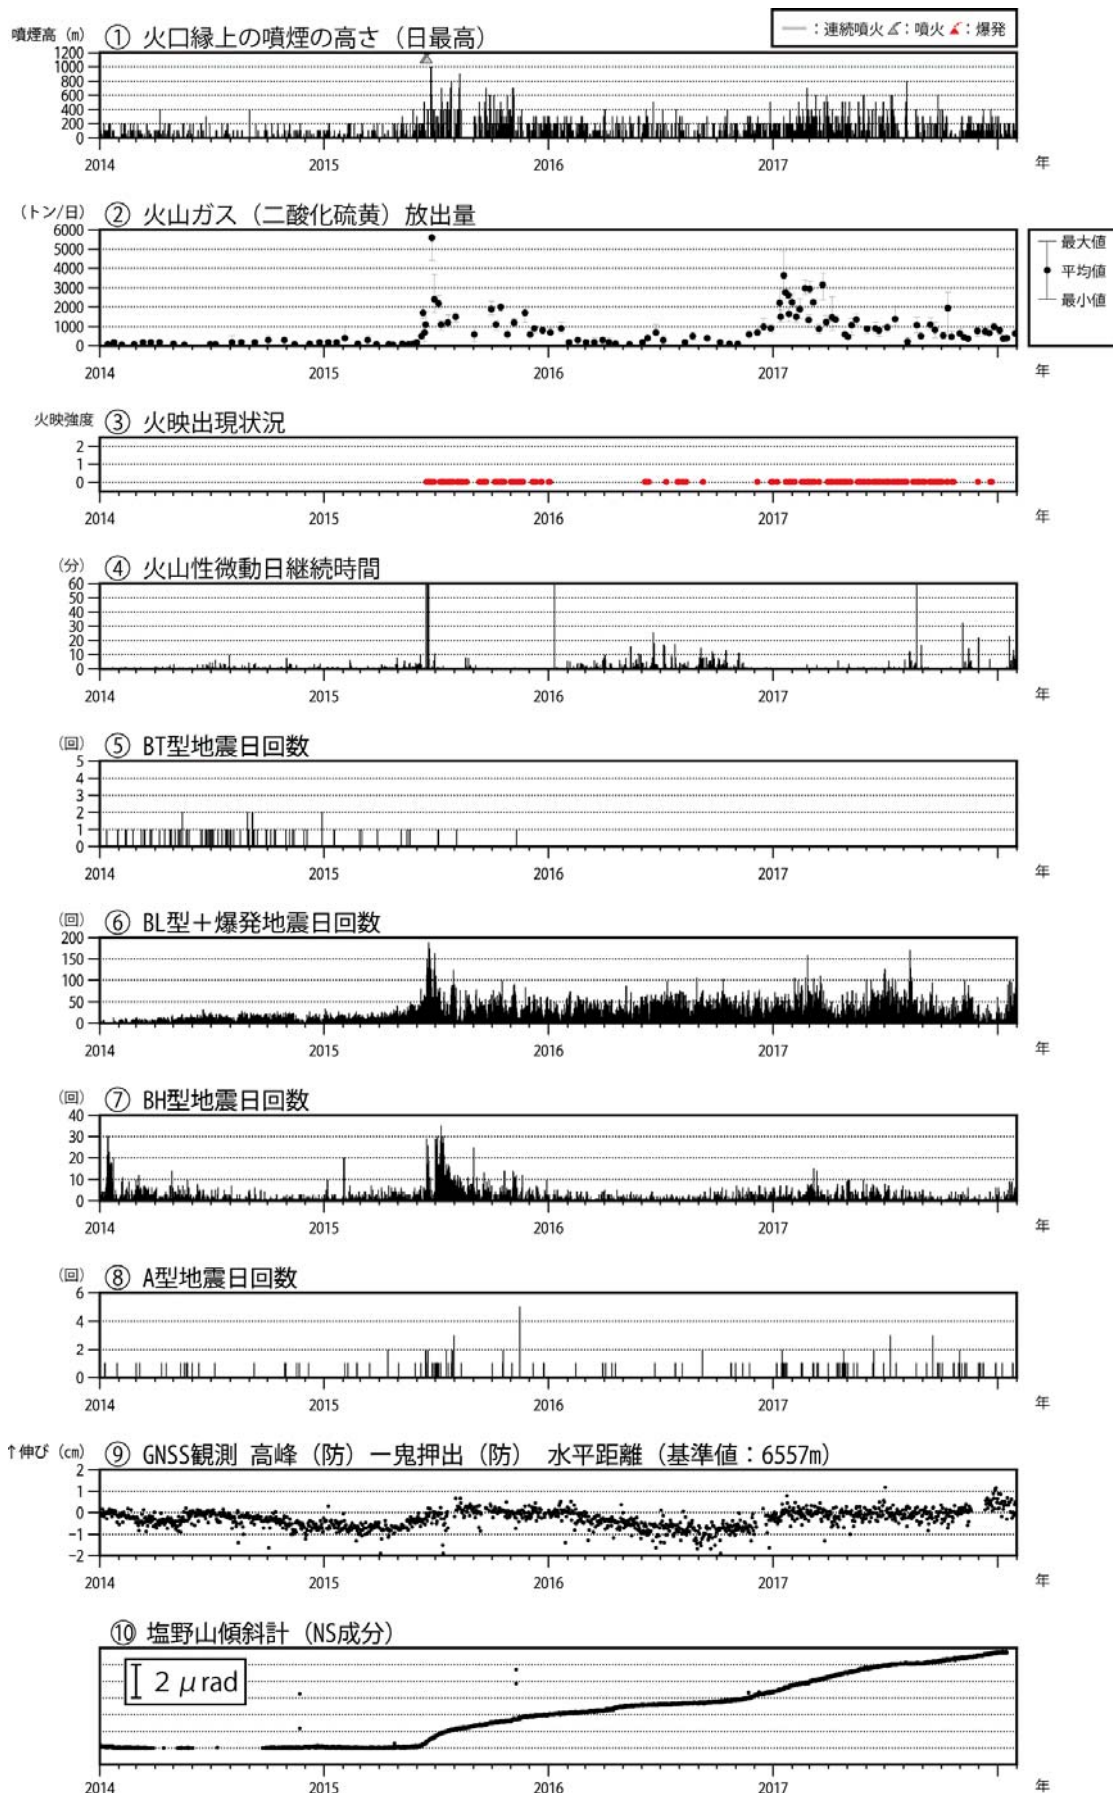 噴煙高（m） ① 火口縁上の噴煙の高さ（日最高）
：連続噴火 ：噴火 ：爆発
1200
1000
800
600
400
200
0
2014 2015 2016 2017 年
（トン/日） ② 火山ガス（二酸化硫黄）放出量
6000
5000
4000
3000
2000
1000
0
最大値
平均値
最小値
2014 2015 2016 2017 年
火映強度 ③ 火映出現状況
2
1
0
2014 2015 2016 2017 年
（分） ④ 火山性微動日継続時間
60
50
40
30
20
10
0
2014 2015 2016 2017 年
（回） ⑤ BT型地震日回数
5
4
3
2
1
0
2014 2015 2016 2017 年
（回） ⑥ BL型＋爆発地震日回数
200
150
100
50
0
2014 2015 2016 2017 年
（回） ⑦ BH型地震日回数
40
30
20
10
0
2014 2015 2016 2017 年
（回） ⑧ A型地震日回数
6
4
2
0
2014 2015 2016 2017 年
↑伸び（cm） ⑨ GNSS観測 高峰（防）ー鬼押出（防） 水平距離（基準値：6557m）
2
1
0
−1
−2
2014 2015 2016 2017 年
⑩ 塩野山傾斜計（NS成分）
2 μrad
2014 2015 2016 2017 年